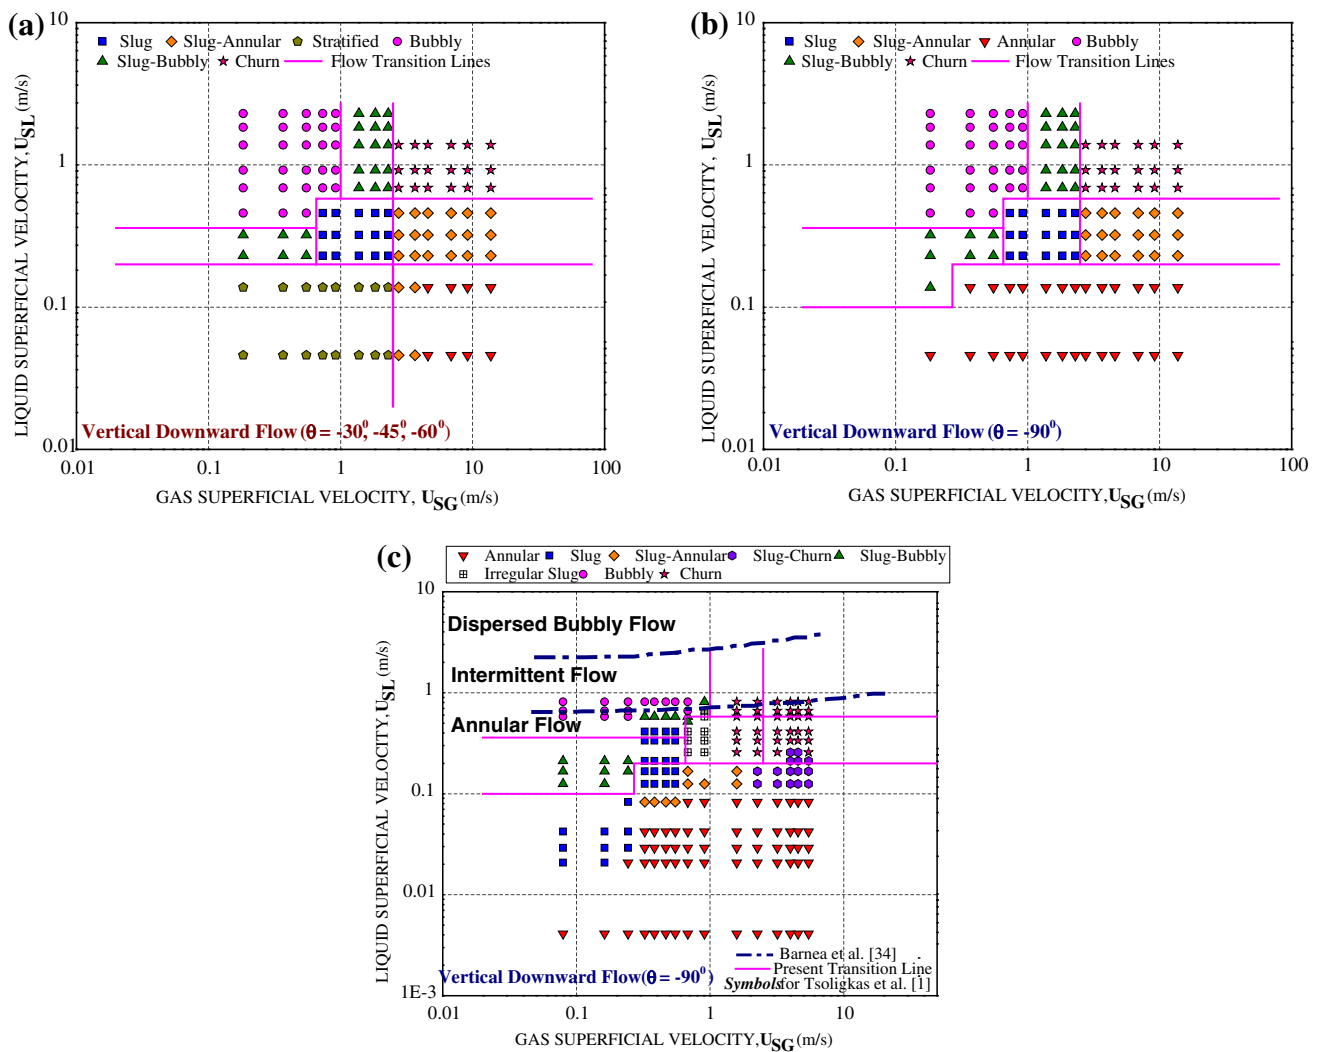 (a)
10
Slug Slug-Annular Stratified Bubbly
Slug-Bubbly Churn Flow Transition Lines
LIQUID SUPERFICIAL VELOCITY, USL (m/s)
1
0.1
0.01
Vertical Downward Flow (θ = -30⁰, -45⁰, -60⁰)
0.01 0.1 1 10 100
GAS SUPERFICIAL VELOCITY, USG (m/s)
(b)
10
Slug Slug-Annular Annular Bubbly
Slug-Bubbly Churn Flow Transition Lines
LIQUID SUPERFICIAL VELOCITY, USL (m/s)
1
0.1
0.01
Vertical Downward Flow (θ = -90⁰)
0.01 0.1 1 10 100
GAS SUPERFICIAL VELOCITY,USG (m/s)
(c)
Annular Slug Slug-Annular Slug-Churn Slug-Bubbly
Irregular Slug Bubbly Churn
10
Dispersed Bubbly Flow
Intermittent Flow
Annular Flow
LIQUID SUPERFICIAL VELOCITY,USL (m/s)
1
0.1
0.01
1E-3
Barnea et al. [34]
Present Transition Line
Symbols for Tsoligkas et al. [1]
Vertical Downward Flow(θ = -90⁰)
0.01 0.1 1 10
GAS SUPERFICIAL VELOCITY,USG (m/s)